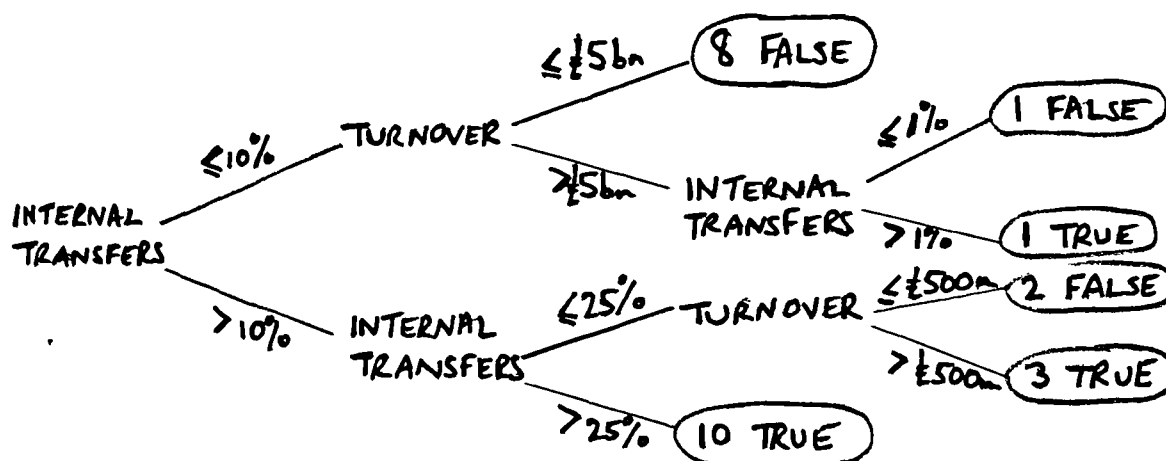 ≤£5bn
8 FALSE
≤10%
TURNOVER
>£5bn
INTERNAL
TRANSFERS
≤1%
1 FALSE
>1%
1 TRUE
INTERNAL
TRANSFERS
>10%
INTERNAL
TRANSFERS
≤25%
TURNOVER
≤£500m
2 FALSE
>£500m
3 TRUE
>25%
10 TRUE